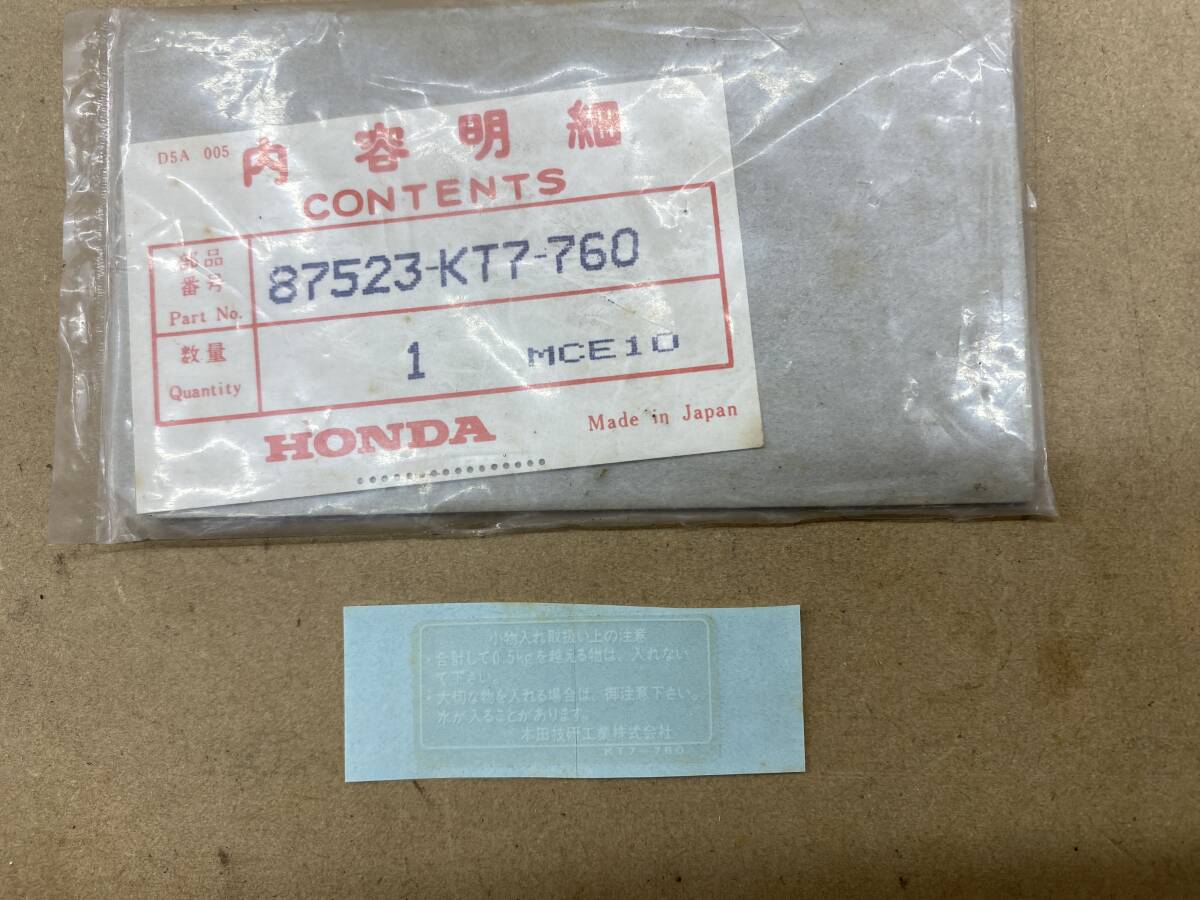 D5A 005
内容明細
CONTENTS
部品番号
Part No.
87523-KT7-760
数量
Quantity
1 MCE10
HONDA
Made in Japan
小物入れ取扱い上の注意
・合計して0.5kgを越える物は、入れない
で下さい。
・大切な物を入れる場合は、御注意下さい。
水が入ることがあります。
本田技研工業株式会社
KT7-760